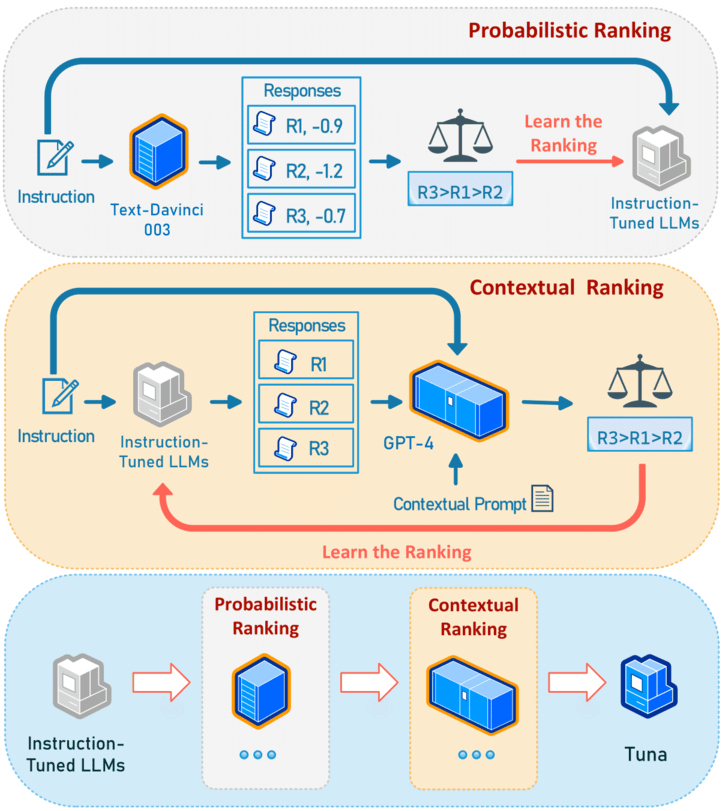 Probabilistic Ranking
Responses
R1, -0.9
R2, -1.2
R3, -0.7
Learn the
Ranking
R3>R1>R2
Instruction
Text-Davinci
003
Instruction-
Tuned LLMs
Contextual Ranking
Responses
R1
R2
R3
Instruction
Instruction-
Tuned LLMs
GPT-4
R3>R1>R2
Contextual Prompt
Learn the Ranking
Probabilistic
Ranking
Contextual
Ranking
Instruction-
Tuned LLMs
Tuna